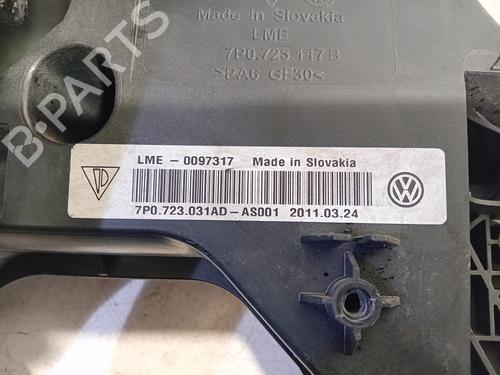 Made in Slovakia
LME
7P0.723.117B
>PA6 GF30<
B-PARTS
LME - 0097317 Made in Slovakia
7P0.723.031AD-AS001 2011.03.24